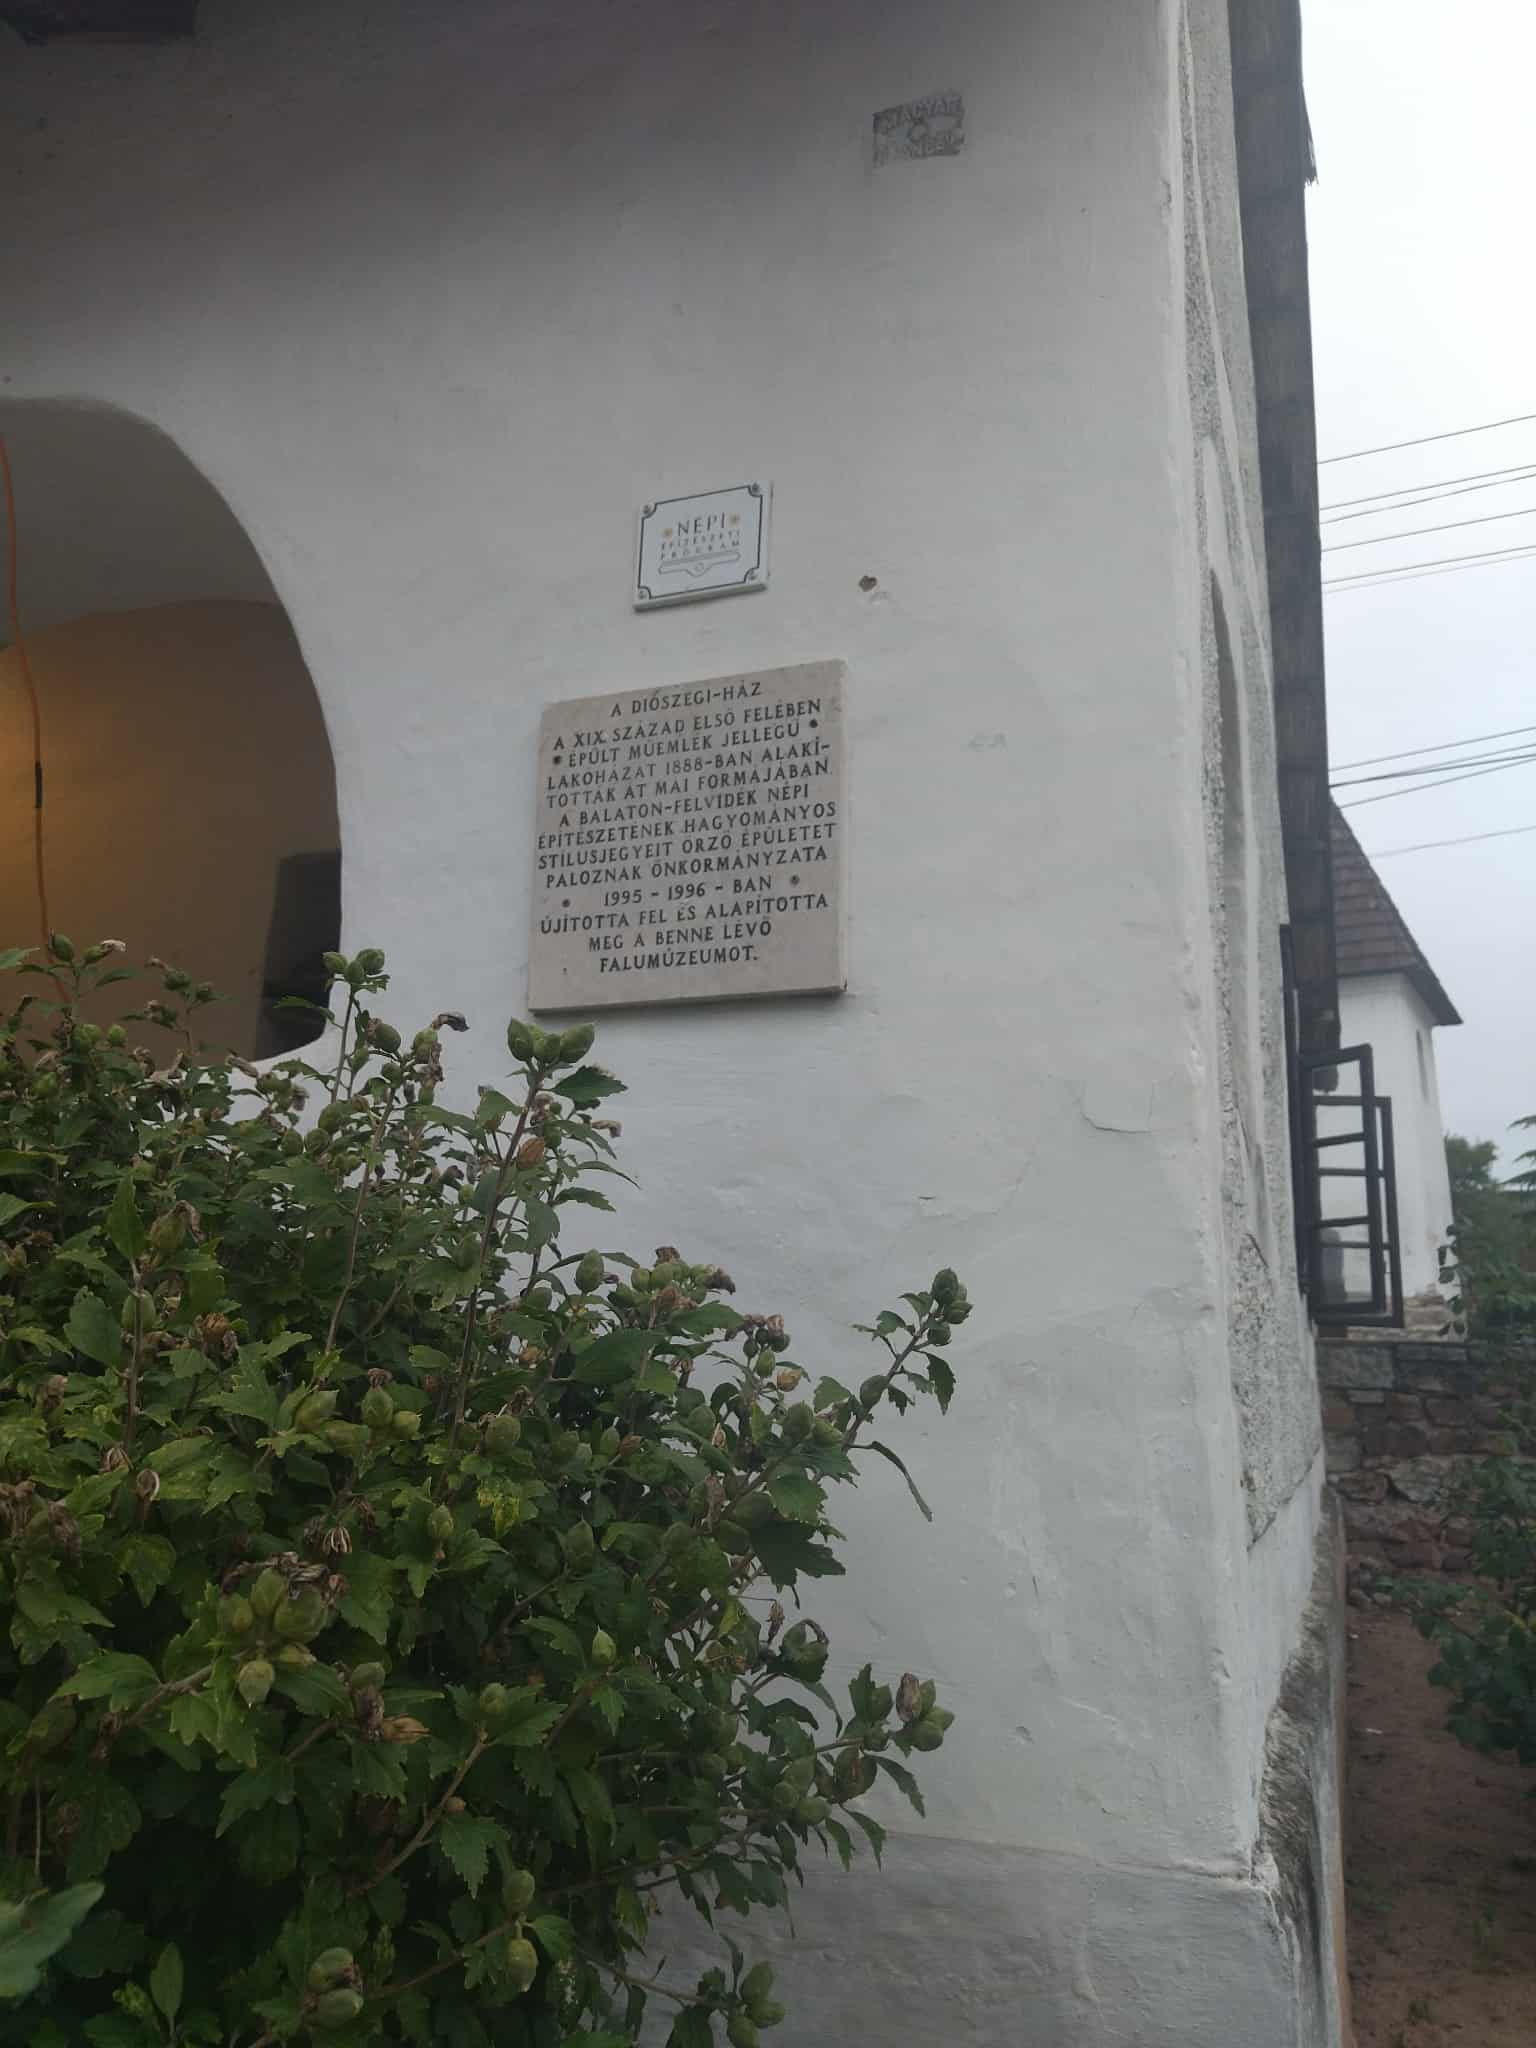 MAGYAR
NÉPI
ÉPÍTÉSZETI
PROGRAM
A DIÓSZEGI-HÁZ
A XIX. SZÁZAD ELSŐ FELÉBEN
ÉPÜLT MŰEMLÉK JELLEGŰ
LAKÓHÁZAT 1888-BAN ALAKÍ-
TOTTÁK ÁT MAI FORMÁJÁBAN.
A BALATON-FELVIDÉK NÉPI
ÉPÍTÉSZETÉNEK HAGYOMÁNYOS
STÍLUSJEGYEIT ŐRZŐ ÉPÜLETET
PALOZNAK ÖNKORMÁNYZATA
1995 - 1996 - BAN
ÚJÍTOTTA FEL ÉS ALAPÍTOTTA
MEG A BENNE LÉVŐ
FALUMÚZEUMOT.